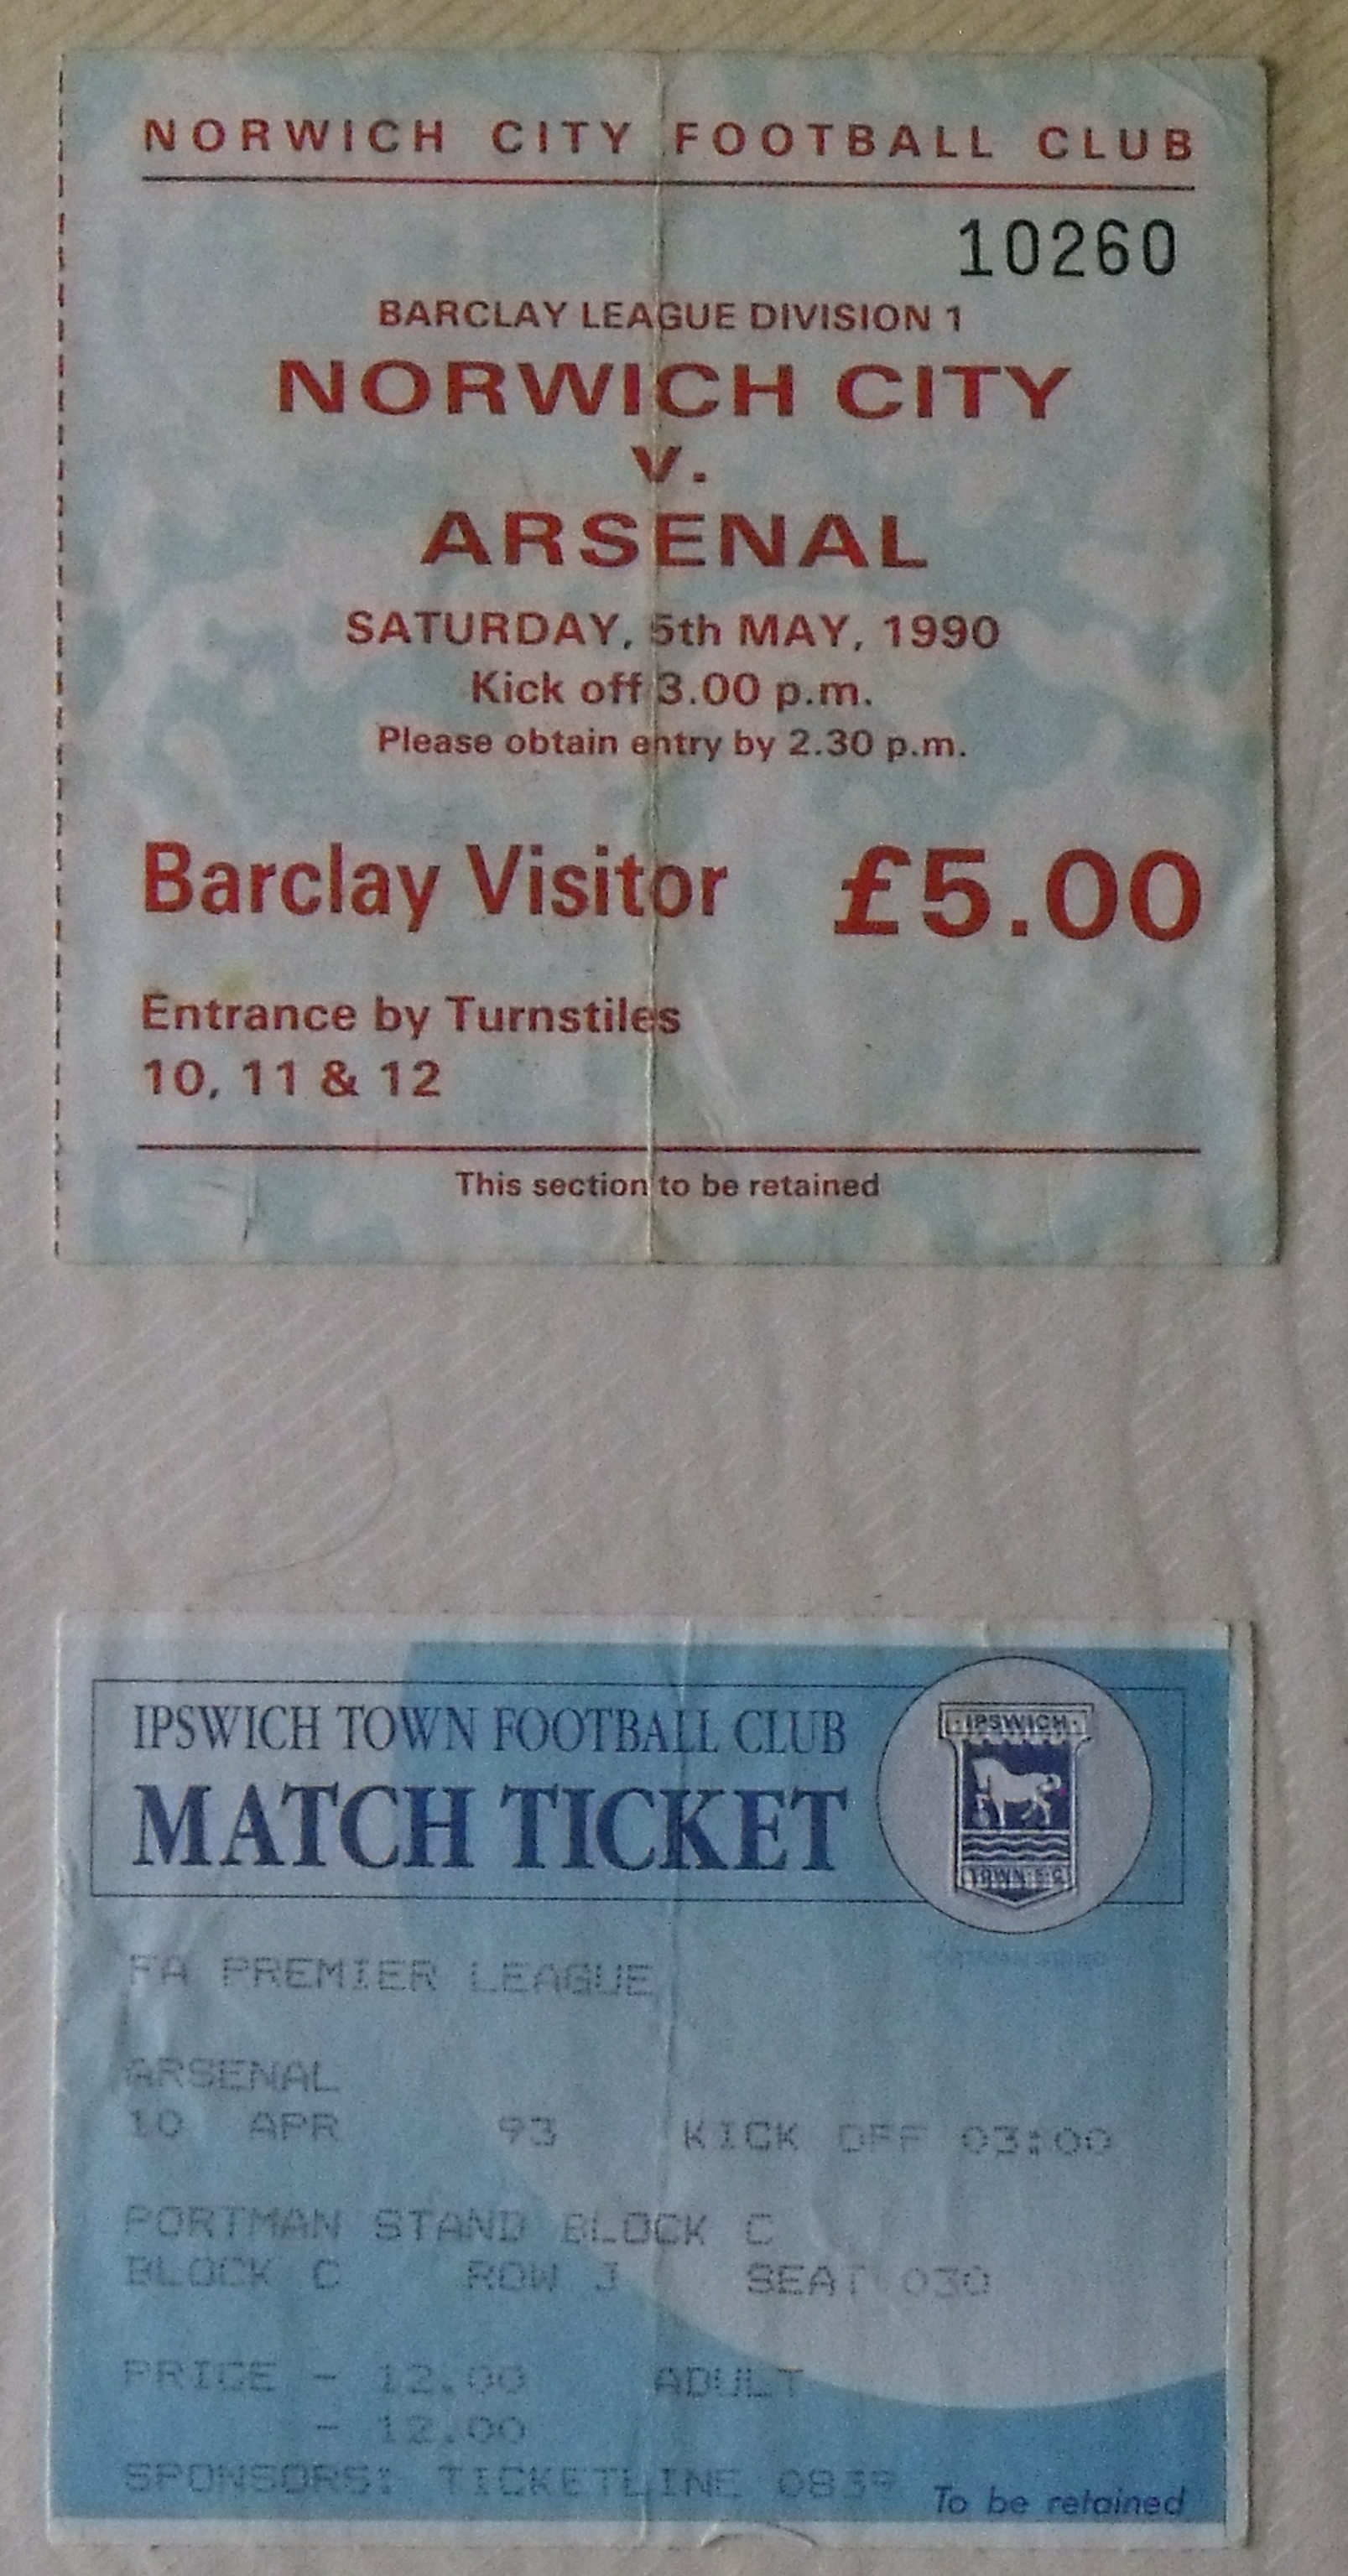 NORWICH CITY FOOTBALL CLUB
10260
BARCLAY LEAGUE DIVISION 1
NORWICH CITY
v.
ARSENAL
SATURDAY, 5th MAY, 1990
Kick off 3.00 p.m.
Please obtain entry by 2.30 p.m.
Barclay Visitor £5.00
Entrance by Turnstiles
10, 11 & 12
This section to be retained
IPSWICH TOWN FOOTBALL CLUB
MATCH TICKET
IPSWICH
TOWN F.C.
FA PREMIER LEAGUE
ARSENAL
10 APR 93 KICK OFF 03:00
PORTMAN STAND BLOCK C
BLOCK C ROW J SEAT 030
PRICE - 12.00 ADULT
- 12.00
SPONSORS: TICKETLINE 0839
To be retained